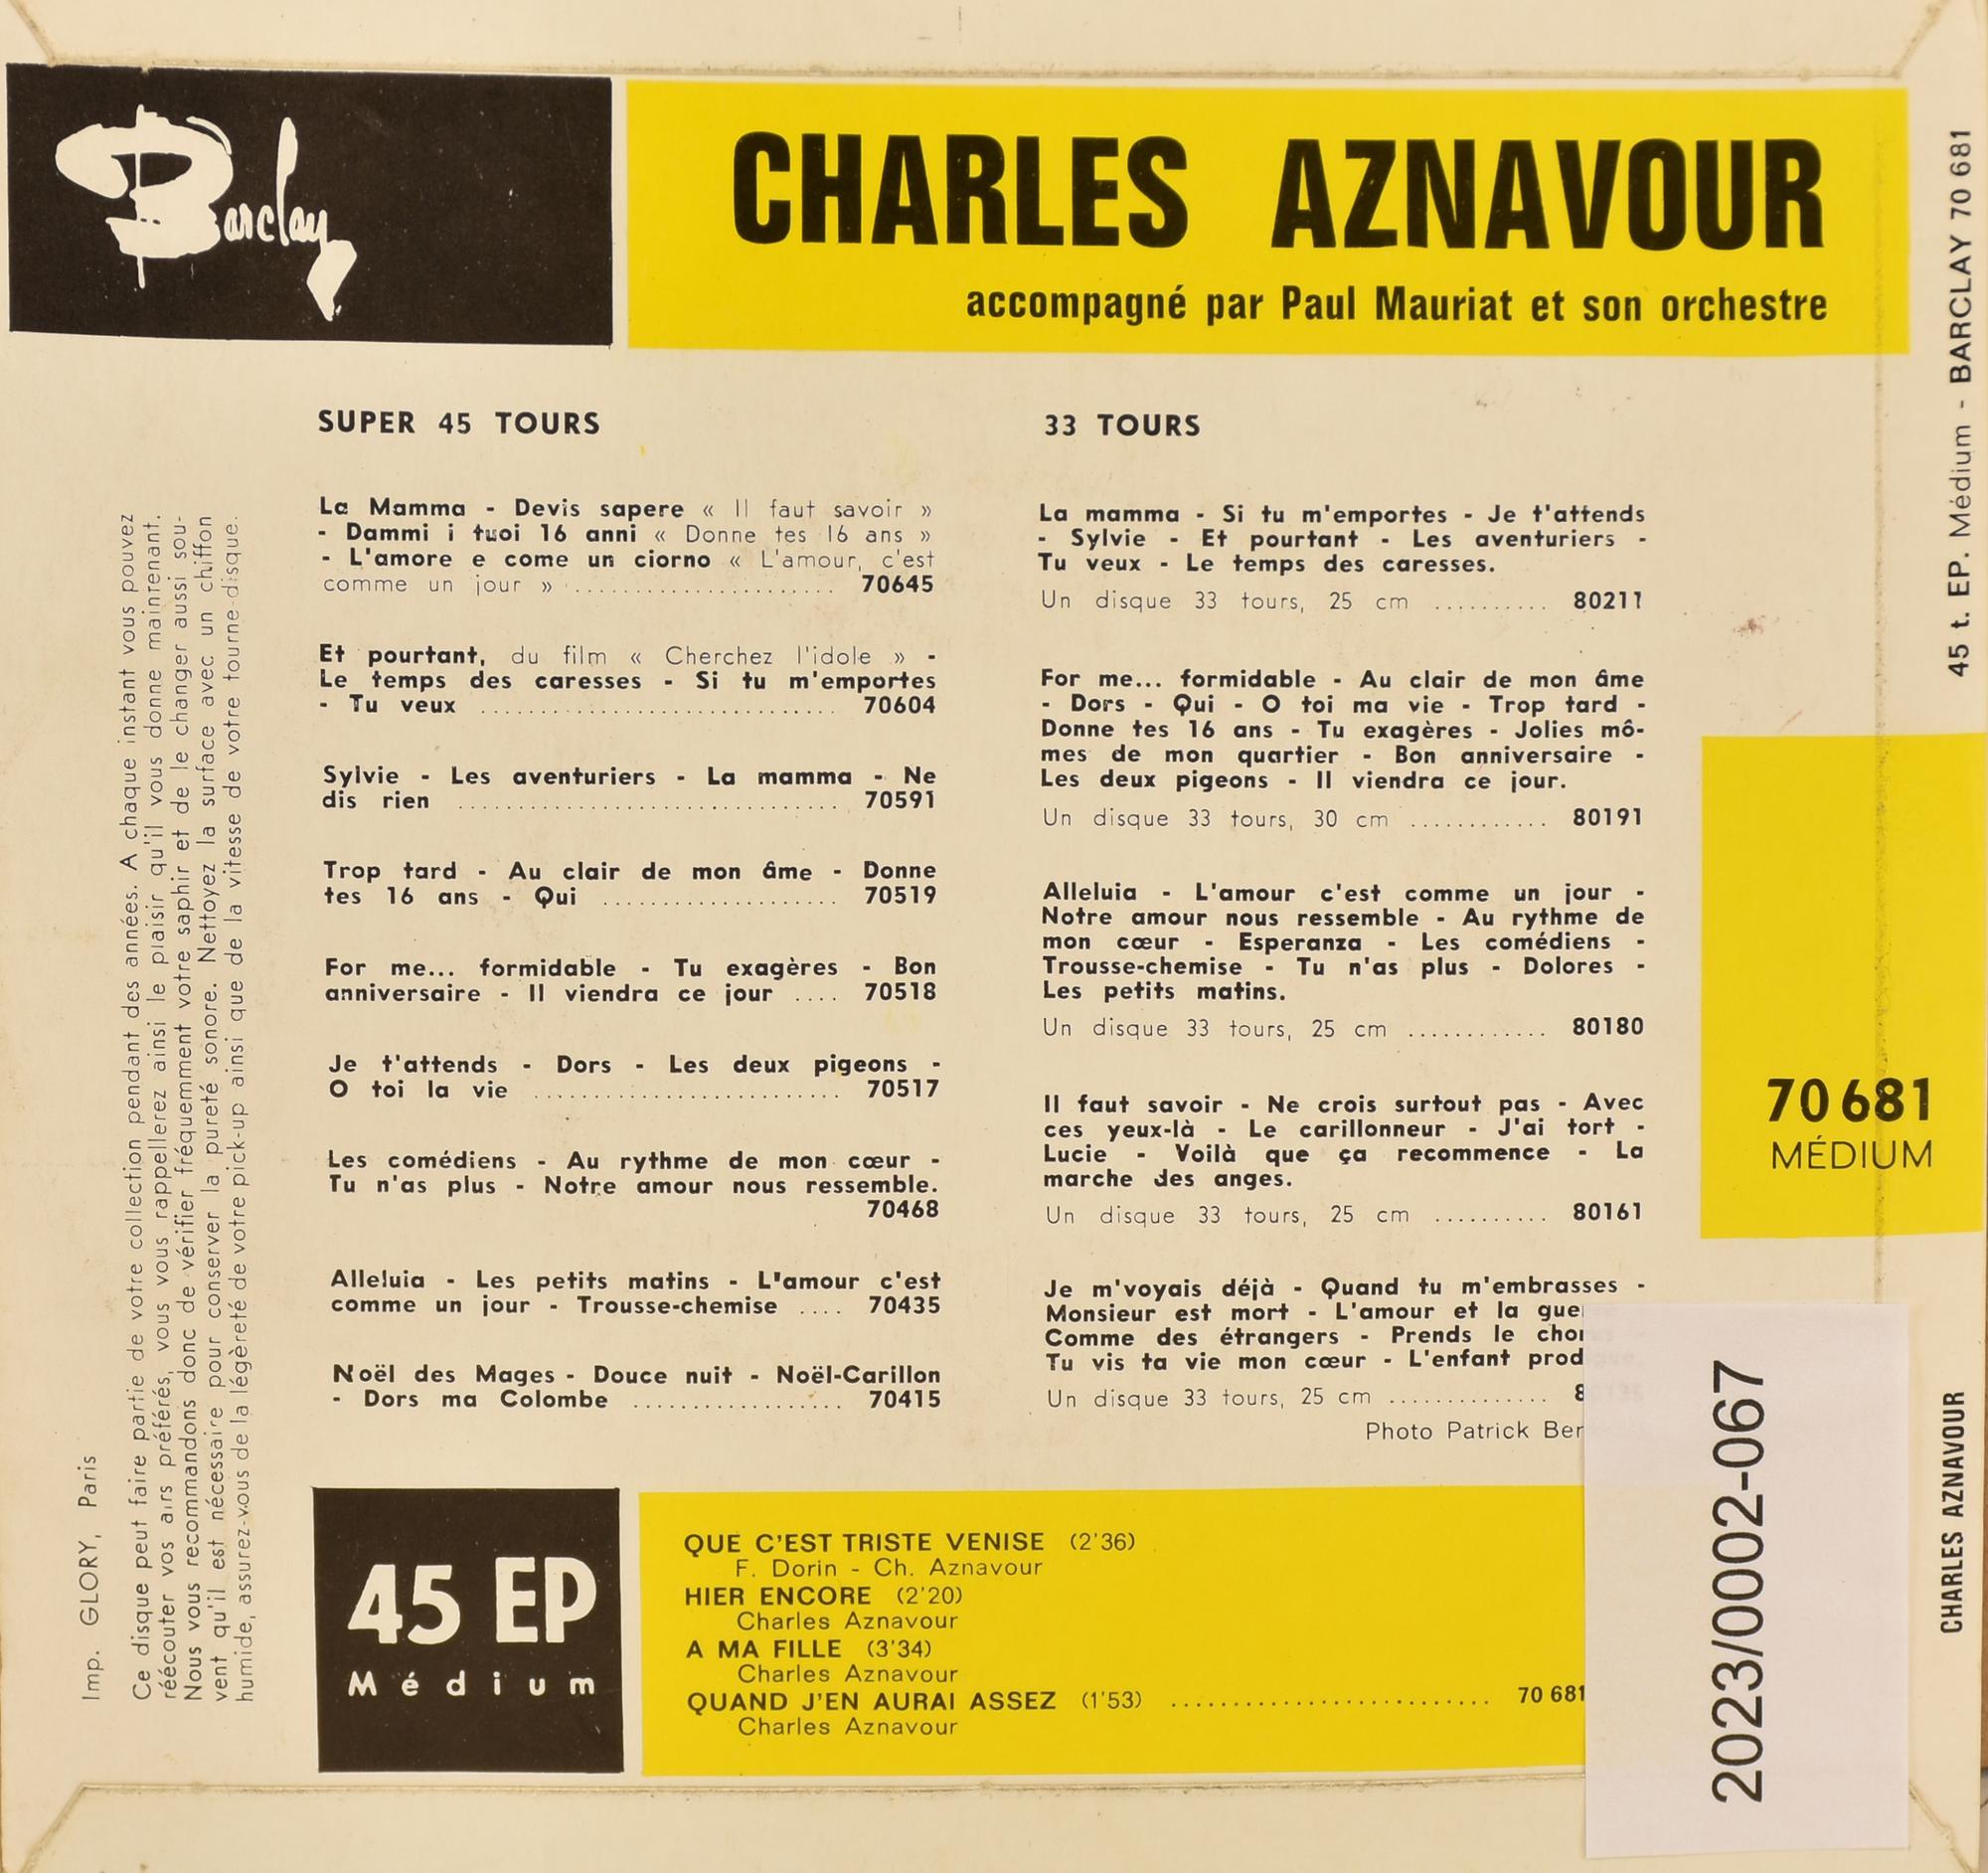 Barclay
CHARLES AZNAVOUR
accompagné par Paul Mauriat et son orchestre
SUPER 45 TOURS
La Mamma - Devis sapere « Il faut savoir »
- Dammi i tuoi 16 anni « Donne tes 16 ans »
- L'amore e come un ciorno « L'amour, c'est
comme un jour » ...................... 70645
Et pourtant, du film « Cherchez l'idole » -
Le temps des caresses - Si tu m'emportes
- Tu veux .............................. 70604
Sylvie - Les aventuriers - La mamma - Ne
dis rien ................................ 70591
Trop tard - Au clair de mon âme - Donne
tes 16 ans - Qui .................... 70519
For me... formidable - Tu exagères - Bon
anniversaire - Il viendra ce jour .... 70518
Je t'attends - Dors - Les deux pigeons -
O toi la vie .......................... 70517
Les comédiens - Au rythme de mon cœur -
Tu n'as plus - Notre amour nous ressemble.
70468
Alleluia - Les petits matins - L'amour c'est
comme un jour - Trousse-chemise .... 70435
Noël des Mages - Douce nuit - Noël-Carillon
- Dors ma Colombe .................. 70415
33 TOURS
La mamma - Si tu m'emportes - Je t'attends
- Sylvie - Et pourtant - Les aventuriers -
Tu veux - Le temps des caresses.
Un disque 33 tours, 25 cm .......... 80211
For me... formidable - Au clair de mon âme
- Dors - Qui - O toi ma vie - Trop tard -
Donne tes 16 ans - Tu exagères - Jolies mô-
mes de mon quartier - Bon anniversaire -
Les deux pigeons - Il viendra ce jour.
Un disque 33 tours, 30 cm ............ 80191
Alleluia - L'amour c'est comme un jour -
Notre amour nous ressemble - Au rythme de
mon cœur - Esperanza - Les comédiens -
Trousse-chemise - Tu n'as plus - Dolores -
Les petits matins.
Un disque 33 tours, 25 cm ............ 80180
Il faut savoir - Ne crois surtout pas - Avec
ces yeux-là - Le carillonneur - J'ai tort -
Lucie - Voilà que ça recommence - La
marche des anges.
Un disque 33 tours, 25 cm .......... 80161
Je m'voyais déjà - Quand tu m'embrasses -
Monsieur est mort - L'amour et la
Comme des étrangers - Prends le
Tu vis ta vie mon cœur - L'enfant
Un disque 33 tours, 25 cm ..............
Photo Patrick
45 EP
Médium
QUE C'EST TRISTE VENISE (2'36)
F. Dorin - Ch. Aznavour
HIER ENCORE (2'20)
Charles Aznavour
A MA FILLE (3'34)
Charles Aznavour
QUAND J'EN AURAI ASSEZ (1'53) .......................... 70 681
Charles Aznavour
70 681
MÉDIUM
45 t. EP. Médium - BARCLAY 70 681
CHARLES AZNAVOUR
2023/0002-067
Imp. GLORY, Paris
Ce disque peut faire partie de votre collection pendant des années. A chaque instant vous pouvez
réécouter vos airs préférés, vous vous rappellerez ainsi le plaisir qu'il vous donne mainrenant.
Nous vous recommandons donc de vérifier fréquemment votre saphir et de le changer aussi sou-
vent qu'il est nécessaire pour conserver la pureté sonore. Nettoyez la surface avec un chiffon
humide, assurez-vous de la légèreté de votre pick-up ainsi que de la vitesse de votre tourne-disque.